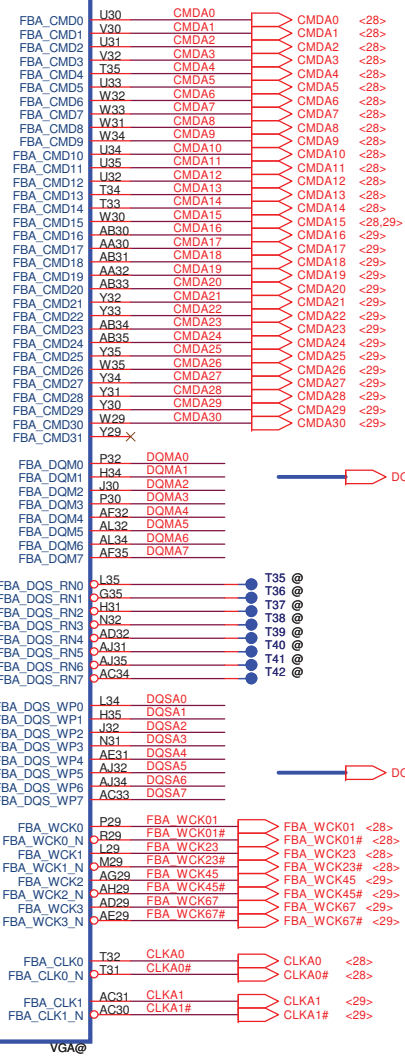 FBA_CMD0 U30 CMDA0 CMDA0 <28>
FBA_CMD1 V30 CMDA1 CMDA1 <28>
FBA_CMD2 U31 CMDA2 CMDA2 <28>
FBA_CMD3 V32 CMDA3 CMDA3 <28>
FBA_CMD4 T35 CMDA4 CMDA4 <28>
FBA_CMD5 U33 CMDA5 CMDA5 <28>
FBA_CMD6 W32 CMDA6 CMDA6 <28>
FBA_CMD7 W33 CMDA7 CMDA7 <28>
FBA_CMD8 W31 CMDA8 CMDA8 <28>
FBA_CMD9 W34 CMDA9 CMDA9 <28>
FBA_CMD10 U34 CMDA10 CMDA10 <28>
FBA_CMD11 U35 CMDA11 CMDA11 <28>
FBA_CMD12 U32 CMDA12 CMDA12 <28>
FBA_CMD13 T34 CMDA13 CMDA13 <28>
FBA_CMD14 T33 CMDA14 CMDA14 <28>
FBA_CMD15 W30 CMDA15 CMDA15 <28,29>
FBA_CMD16 AB30 CMDA16 CMDA16 <29>
FBA_CMD17 AA30 CMDA17 CMDA17 <29>
FBA_CMD18 AB31 CMDA18 CMDA18 <29>
FBA_CMD19 AA32 CMDA19 CMDA19 <29>
FBA_CMD20 AB33 CMDA20 CMDA20 <29>
FBA_CMD21 Y32 CMDA21 CMDA21 <29>
FBA_CMD22 Y33 CMDA22 CMDA22 <29>
FBA_CMD23 AB34 CMDA23 CMDA23 <29>
FBA_CMD24 AB35 CMDA24 CMDA24 <29>
FBA_CMD25 Y35 CMDA25 CMDA25 <29>
FBA_CMD26 W35 CMDA26 CMDA26 <29>
FBA_CMD27 Y34 CMDA27 CMDA27 <29>
FBA_CMD28 Y31 CMDA28 CMDA28 <29>
FBA_CMD29 Y30 CMDA29 CMDA29 <29>
FBA_CMD30 W29 CMDA30 CMDA30 <29>
FBA_CMD31 Y29
FBA_DQM0 P32 DQMA0
FBA_DQM1 H34 DQMA1 DQ
FBA_DQM2 J30 DQMA2
FBA_DQM3 P30 DQMA3
FBA_DQM4 AF32 DQMA4
FBA_DQM5 AL32 DQMA5
FBA_DQM6 AL34 DQMA6
FBA_DQM7 AF35 DQMA7
FBA_DQS_RN0 L35 T35 @
FBA_DQS_RN1 G35 T36 @
FBA_DQS_RN2 H31 T37 @
FBA_DQS_RN3 N32 T38 @
FBA_DQS_RN4 AD32 T39 @
FBA_DQS_RN5 AJ31 T40 @
FBA_DQS_RN6 AJ35 T41 @
FBA_DQS_RN7 AC34 T42 @
FBA_DQS_WP0 L34 DQSA0
FBA_DQS_WP1 H35 DQSA1
FBA_DQS_WP2 J32 DQSA2
FBA_DQS_WP3 N31 DQSA3
FBA_DQS_WP4 AE31 DQSA4
FBA_DQS_WP5 AJ32 DQSA5 DQ
FBA_DQS_WP6 AJ34 DQSA6
FBA_DQS_WP7 AC33 DQSA7
FBA_WCK0 P29 FBA_WCK01 FBA_WCK01 <28>
FBA_WCK0_N R29 FBA_WCK01# FBA_WCK01# <28>
FBA_WCK1 L29 FBA_WCK23 FBA_WCK23 <28>
FBA_WCK1_N M29 FBA_WCK23# FBA_WCK23# <28>
FBA_WCK2 AG29 FBA_WCK45 FBA_WCK45 <29>
FBA_WCK2_N AH29 FBA_WCK45# FBA_WCK45# <29>
FBA_WCK3 AD29 FBA_WCK67 FBA_WCK67 <29>
FBA_WCK3_N AE29 FBA_WCK67# FBA_WCK67# <29>
FBA_CLK0 T32 CLKA0 CLKA0 <28>
FBA_CLK0_N T31 CLKA0# CLKA0# <28>
FBA_CLK1 AC31 CLKA1 CLKA1 <29>
FBA_CLK1_N AC30 CLKA1# CLKA1# <29>
VGA@